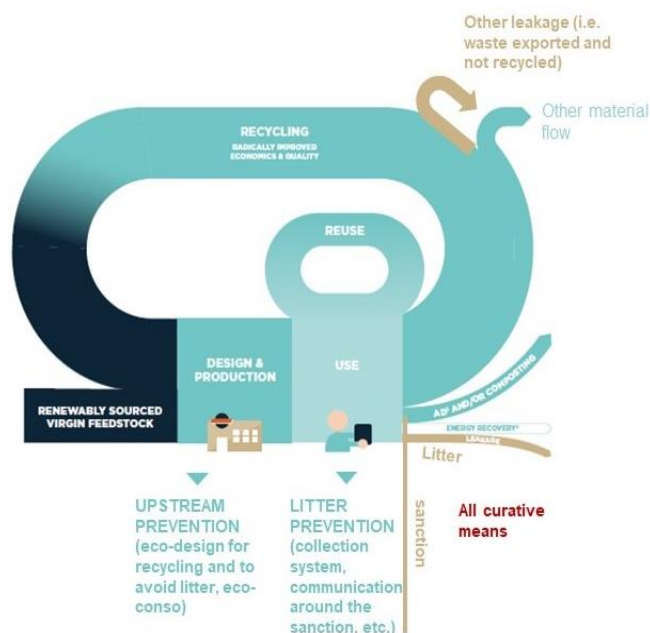 Other leakage (i.e.
waste exported and
not recycled)
Other material
flow
RECYCLING
RADICALLY IMPROVED
ECONOMICS & QUALITY
REUSE
DESIGN &
PRODUCTION
USE
RENEWABLY SOURCED
VIRGIN FEEDSTOCK
AD¹ AND/OR COMPOSTING
ENERGY RECOVERY²
LEAKAGE
Litter
sanction
All curative
means
UPSTREAM
PREVENTION
(eco-design for
recycling and to
avoid litter, eco-
conso)
LITTER
PREVENTION
(collection
system,
communication
around the
sanction, etc.)